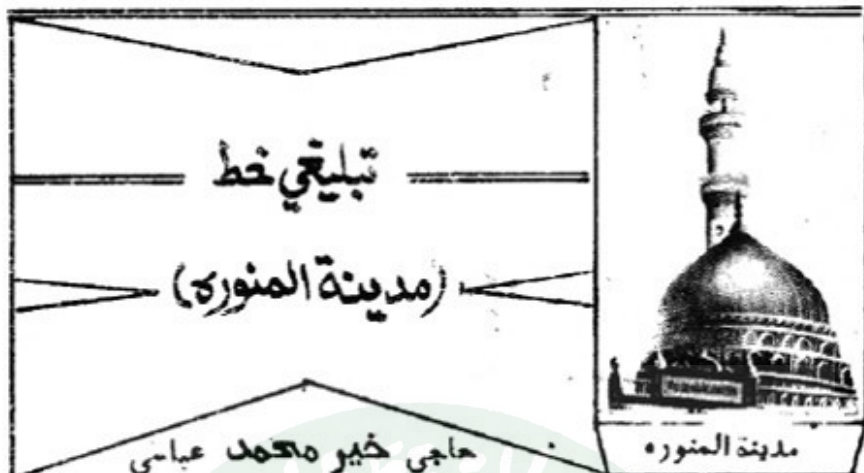 تبليغي خط
(مدينة المنوره)
حاجي خير محمد عباسي
مدينة المنوره